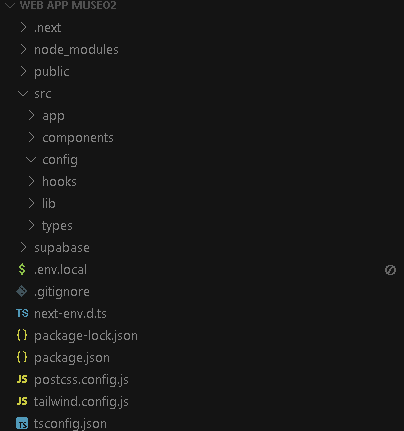 WEB APP MUSE02
.next
node_modules
public
src
app
components
config
hooks
lib
types
supabase
$ .env.local
.gitignore
TS next-env.d.ts
{} package-lock.json
{} package.json
JS postcss.config.js
JS tailwind.config.js
TS tsconfig.json